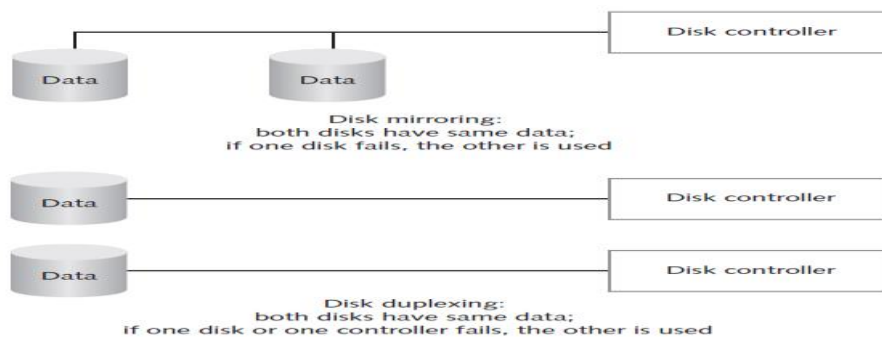 Disk controller
Data Data
Disk mirroring:
both disks have same data;
if one disk fails, the other is used
Data Disk controller
Data Disk controller
Disk duplexing:
both disks have same data;
if one disk or one controller fails, the other is used